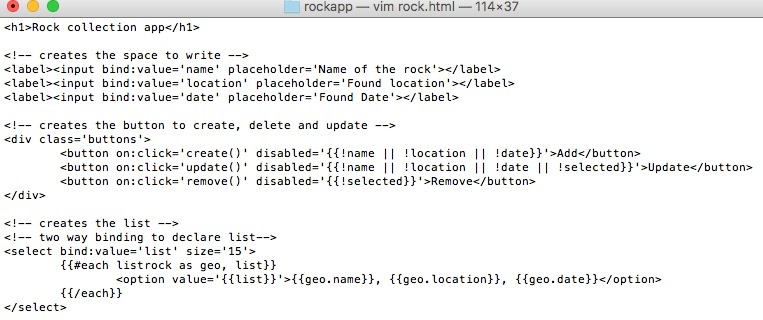 rockapp — vim rock.html — 114×37
<h1>Rock collection app</h1>
<!-- creates the space to write -->
<label><input bind:value='name' placeholder='Name of the rock'></label>
<label><input bind:value='location' placeholder='Found location'></label>
<label><input bind:value='date' placeholder='Found Date'></label>
<!-- creates the button to create, delete and update -->
<div class='buttons'>
<button on:click='create()' disabled='{{!name || !location || !date}}'>Add</button>
<button on:click='update()' disabled='{{!name || !location || !date || !selected}}'>Update</button>
<button on:click='remove()' disabled='{{!selected}}'>Remove</button>
</div>
<!-- creates the list -->
<!-- two way binding to declare list-->
<select bind:value='list' size='15'>
{{#each listrock as geo, list}}
<option value='{{list}}'>{{geo.name}}, {{geo.location}}, {{geo.date}}</option>
{{/each}}
</select>